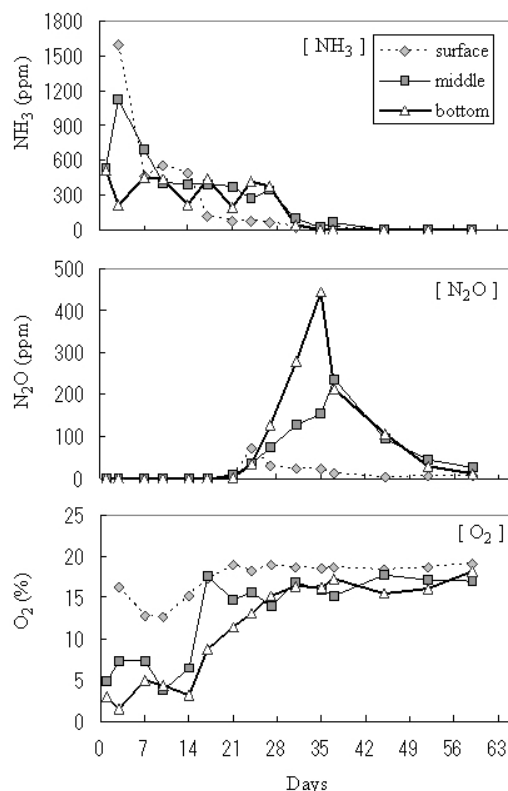 1800
1500
1200
900
600
300
0
NH₃ (ppm)
[ NH₃ ]
surface
middle
bottom
500
400
300
200
100
0
N₂O (ppm)
[ N₂O ]
25
20
15
10
5
0
O₂ (%)
[ O₂ ]
0 7 14 21 28 35 42 49 56 63
Days